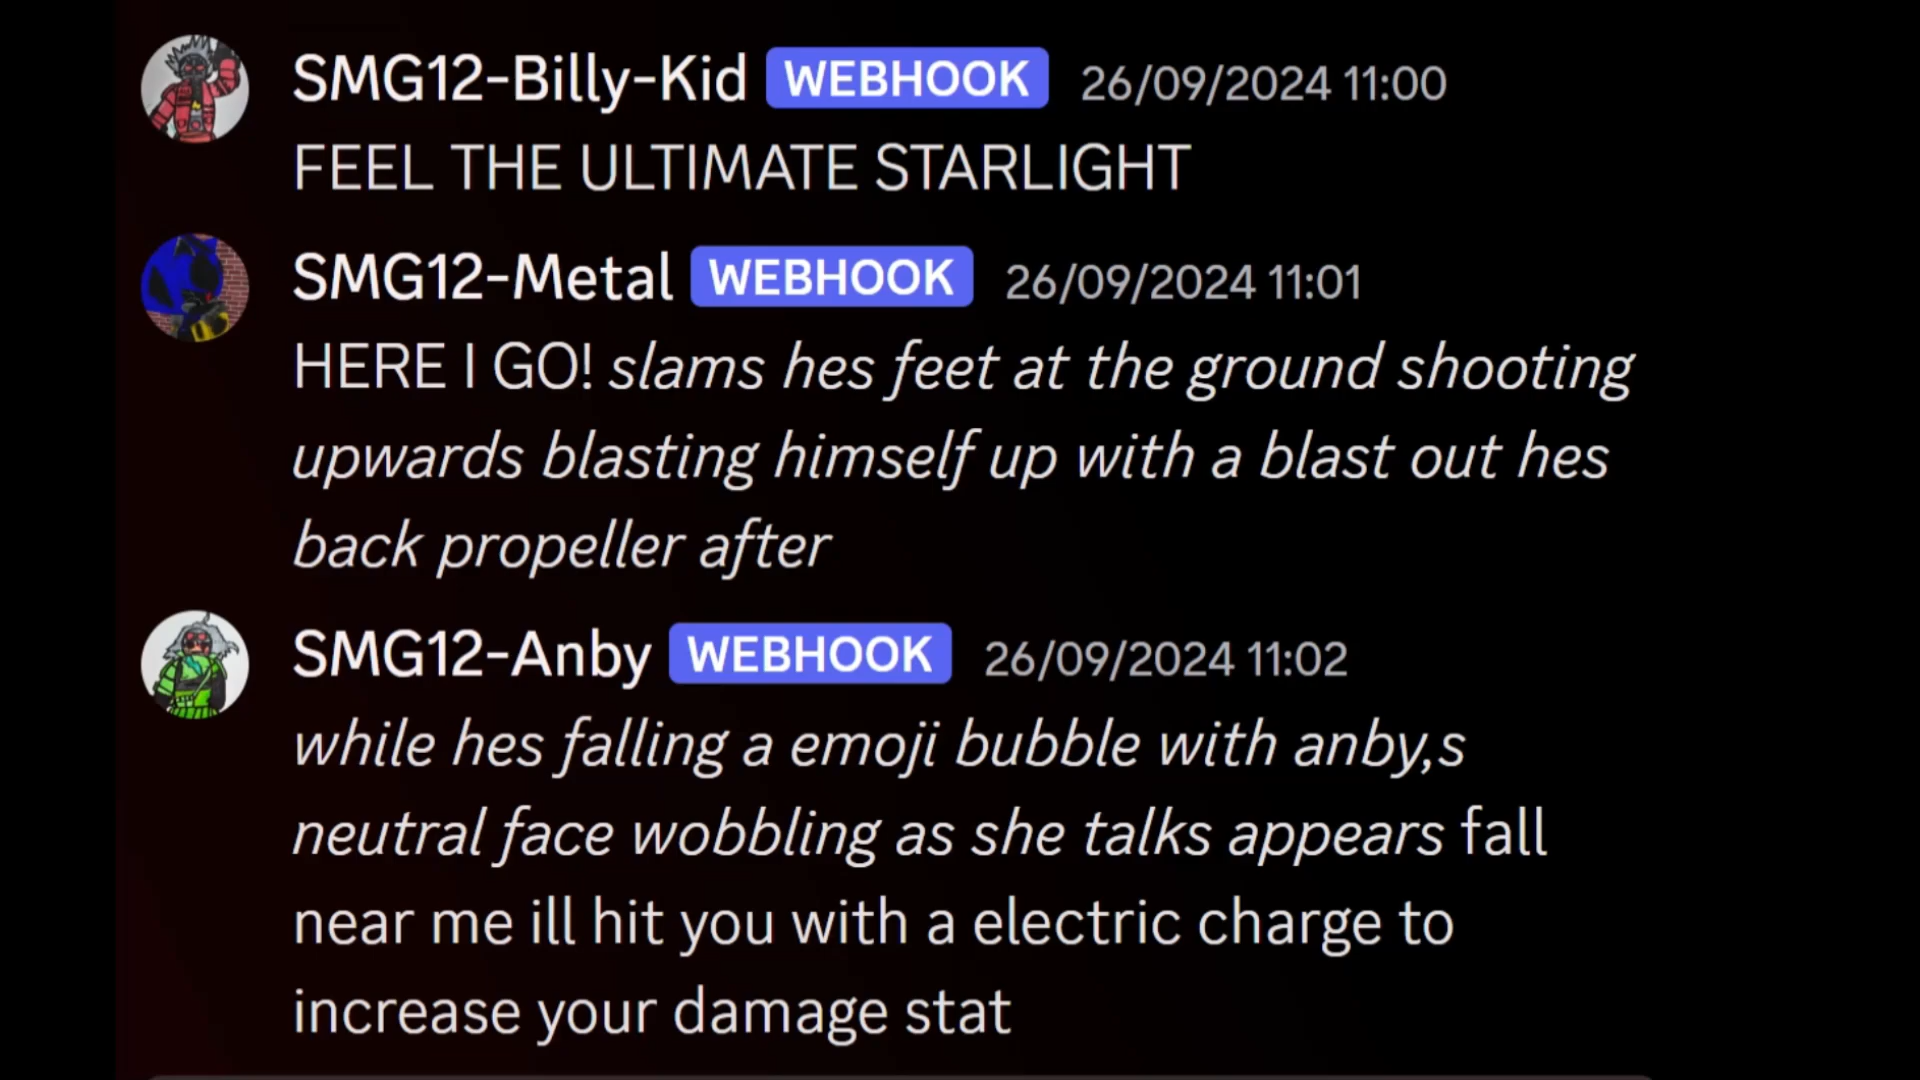 SMG12-Billy-Kid WEBHOOK 26/09/2024 11:00
FEEL THE ULTIMATE STARLIGHT
SMG12-Metal WEBHOOK 26/09/2024 11:01
HERE I GO! slams hes feet at the ground shooting
upwards blasting himself up with a blast out hes
back propeller after
SMG12-Anby WEBHOOK 26/09/2024 11:02
while hes falling a emoji bubble with anby,s
neutral face wobbling as she talks appears fall
near me ill hit you with a electric charge to
increase your damage stat